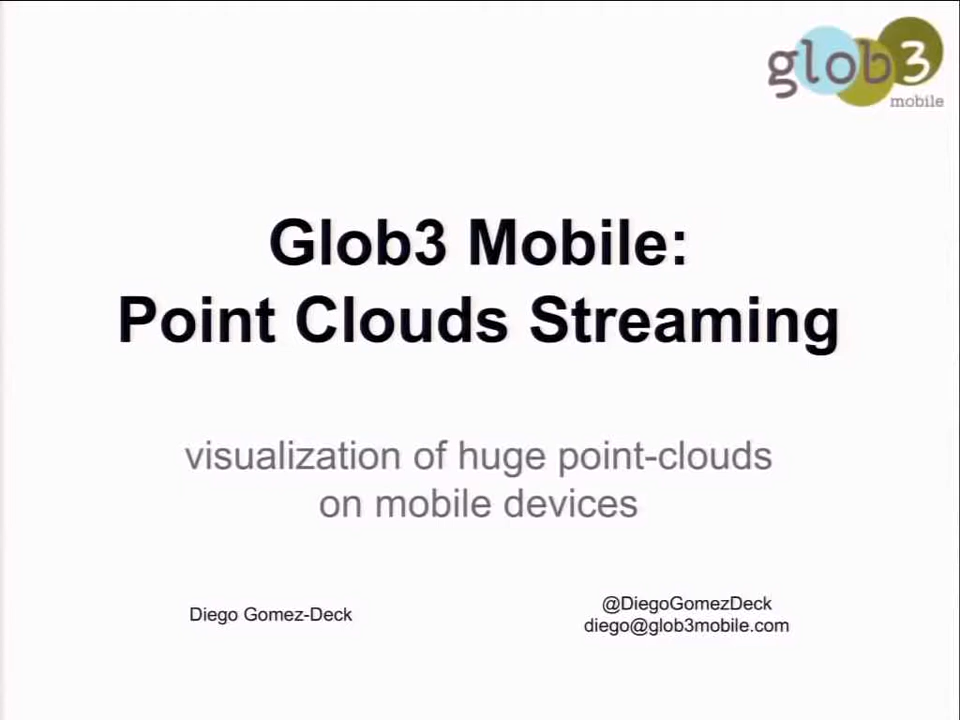 glob3
mobile
Glob3 Mobile:
Point Clouds Streaming
visualization of huge point-clouds
on mobile devices
Diego Gomez-Deck
@DiegoGomezDeck
diego@glob3mobile.com